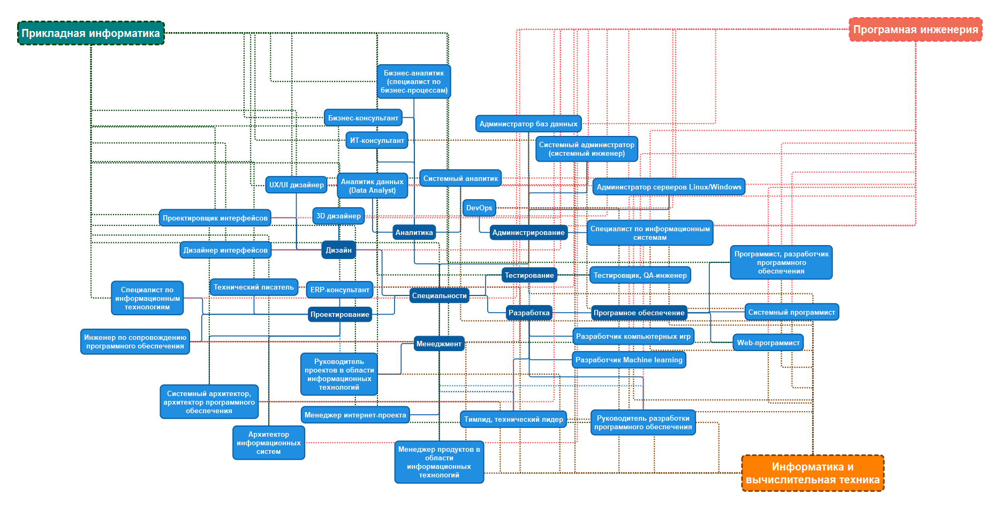 Прикладная информатика
Програмная инженерия
Бизнес-аналитик
(специалист по
бизнес-процессам)
Бизнес-консультант
Администратор баз данных
ИТ-консультант
Системный администратор
(системный инженер)
UX/UI дизайнер
Аналитик данных
(Data Analyst)
Системный аналитик
Администратор серверов Linux/Windows
DevOps
Проектировщик интерфейсов
3D дизайнер
Аналитика
Администрирование
Специалист по информационным
системам
Дизайнер интерфейсов
Дизайн
Программист, разработчик
программного
обеспечения
Тестирование
Тестировщик, QA-инженер
Специалист по
информационным
технологиям
Технический писатель
ERP-консультант
Специальности
Проектирование
Разработка
Програмное обеспечение
Системный программист
Инженер по сопровождению
программного обеспечения
Менеджмент
Разработчик компьютерных игр
Web-программист
Разработчик Machine learning
Руководитель
проектов в области
информационных
технологий
Системный архитектор,
архитектор программного
обеспечения
Менеджер интернет-проекта
Тимлид, технический лидер
Руководитель разработки
программного обеспечения
Архитектор
информационных
систем
Менеджер продуктов в
области
информационных
технологий
Информатика и
вычислительная техника